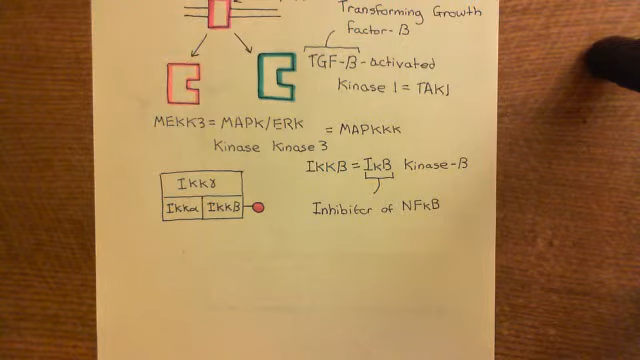 Transforming Growth
Factor-β
TGF-β-activated
Kinase 1 = TAK1
MEKK3 = MAPK/ERK = MAPKKK
Kinase Kinase 3
IKKβ = IκB Kinase-β
IKKγ
IKKα IKKβ
Inhibitor of NFκB